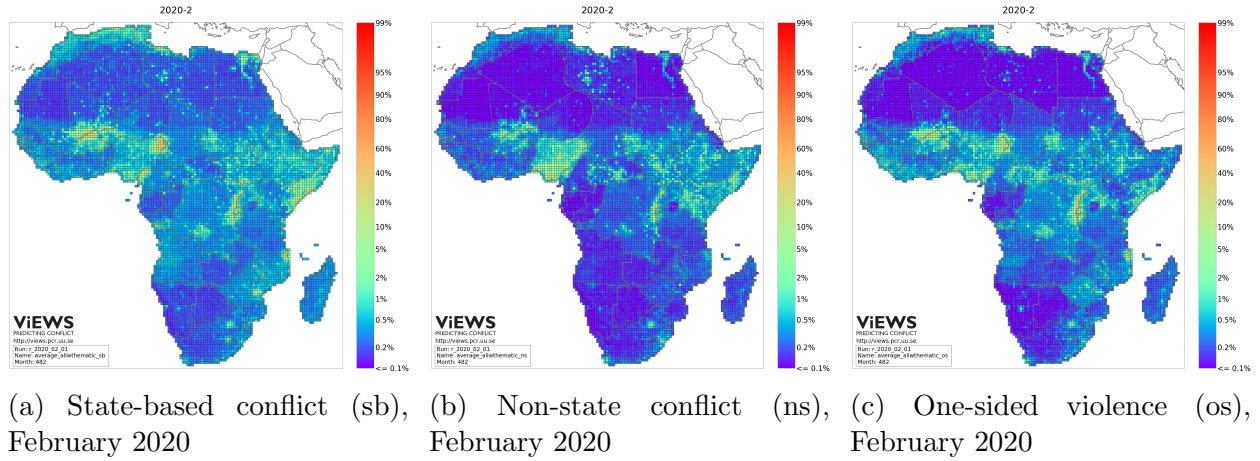 2020-2
99%
95%
90%
80%
60%
40%
20%
10%
5%
2%
1%
0.5%
0.2%
<= 0.1%
ViEWS
PREDICTING CONFLICT
http://views.pcr.uu.se
Run: r_2020_02_01
Name: average_allwthematic_sb
Month: 482
(a) State-based conflict (sb),
February 2020
2020-2
99%
95%
90%
80%
60%
40%
20%
10%
5%
2%
1%
0.5%
0.2%
<= 0.1%
ViEWS
PREDICTING CONFLICT
http://views.pcr.uu.se
Run: r_2020_02_01
Name: average_allwthematic_ns
Month: 482
(b) Non-state conflict (ns),
February 2020
2020-2
99%
95%
90%
80%
60%
40%
20%
10%
5%
2%
1%
0.5%
0.2%
<= 0.1%
ViEWS
PREDICTING CONFLICT
http://views.pcr.uu.se
Run: r_2020_02_01
Name: average_allwthematic_os
Month: 482
(c) One-sided violence (os),
February 2020